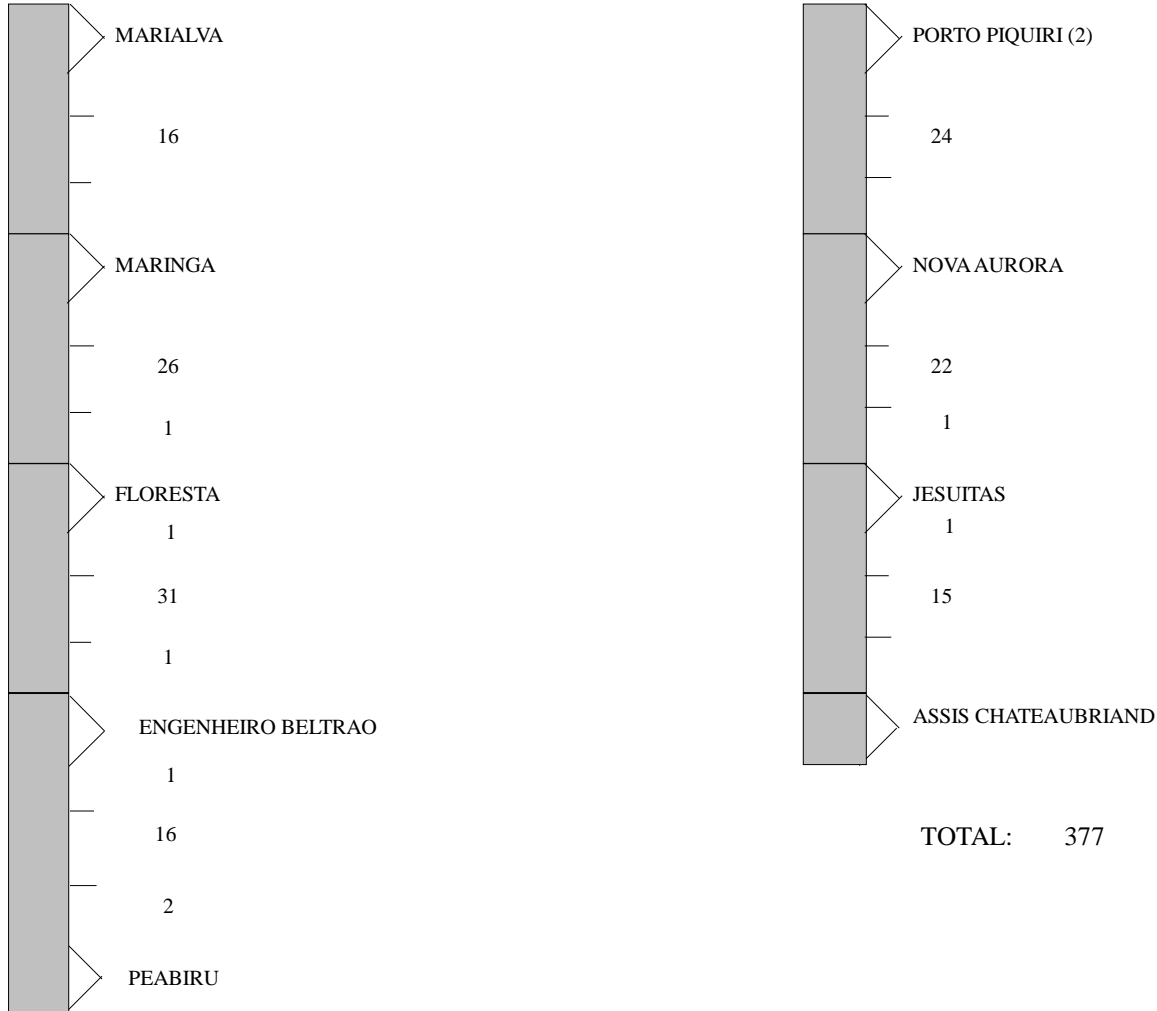 MARIALVA
16
MARINGA
26
1
FLORESTA
1
31
1
ENGENHEIRO BELTRAO
1
16
2
PEABIRU
PORTO PIQUIRI (2)
24
NOVA AURORA
22
1
JESUITAS
1
15
ASSIS CHATEAUBRIAND
TOTAL: 377